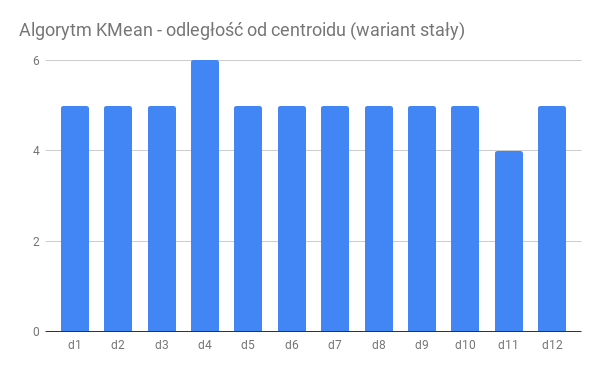 Algorytm KMean - odległość od centroidu (wariant stały)
6
4
2
0
d1 d2 d3 d4 d5 d6 d7 d8 d9 d10 d11 d12